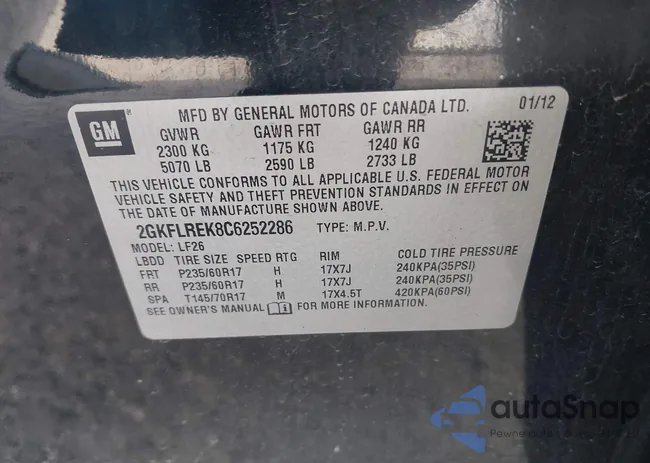 GM
MFD BY GENERAL MOTORS OF CANADA LTD. 01/12
GVWR GAWR FRT GAWR RR
2300 KG 1175 KG 1240 KG
5070 LB 2590 LB 2733 LB
THIS VEHICLE CONFORMS TO ALL APPLICABLE U.S. FEDERAL MOTOR
VEHICLE SAFETY AND THEFT PREVENTION STANDARDS IN EFFECT ON
THE DATE OF MANUFACTURE SHOWN ABOVE.
2GKFLREK8C6252286 TYPE: M.P.V.
MODEL: LF26
LBDD TIRE SIZE SPEED RTG RIM COLD TIRE PRESSURE
FRT P235/60R17 H 17X7J 240KPA(35PSI)
RR P235/60R17 H 17X7J 240KPA(35PSI)
SPA T145/70R17 M 17X4.5T 420KPA(60PSI)
SEE OWNER'S MANUAL FOR MORE INFORMATION.
autaSnap